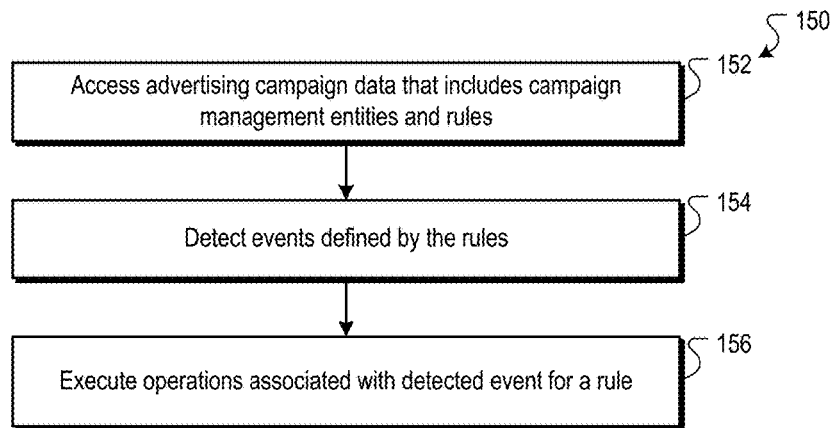 150
152
Access advertising campaign data that includes campaign
management entities and rules
154
Detect events defined by the rules
156
Execute operations associated with detected event for a rule